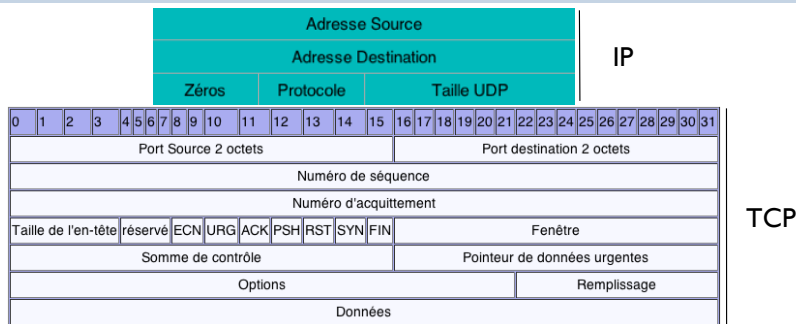 Adresse Source
Adresse Destination
IP
Zéros Protocole Taille UDP
0 1 2 3 4 5 6 7 8 9 10 11 12 13 14 15 16 17 18 19 20 21 22 23 24 25 26 27 28 29 30 31
Port Source 2 octets Port destination 2 octets
Numéro de séquence
Numéro d'acquittement
TCP
Taille de l'en-tête réservé ECN URG ACK PSH RST SYN FIN Fenêtre
Somme de contrôle Pointeur de données urgentes
Options Remplissage
Données